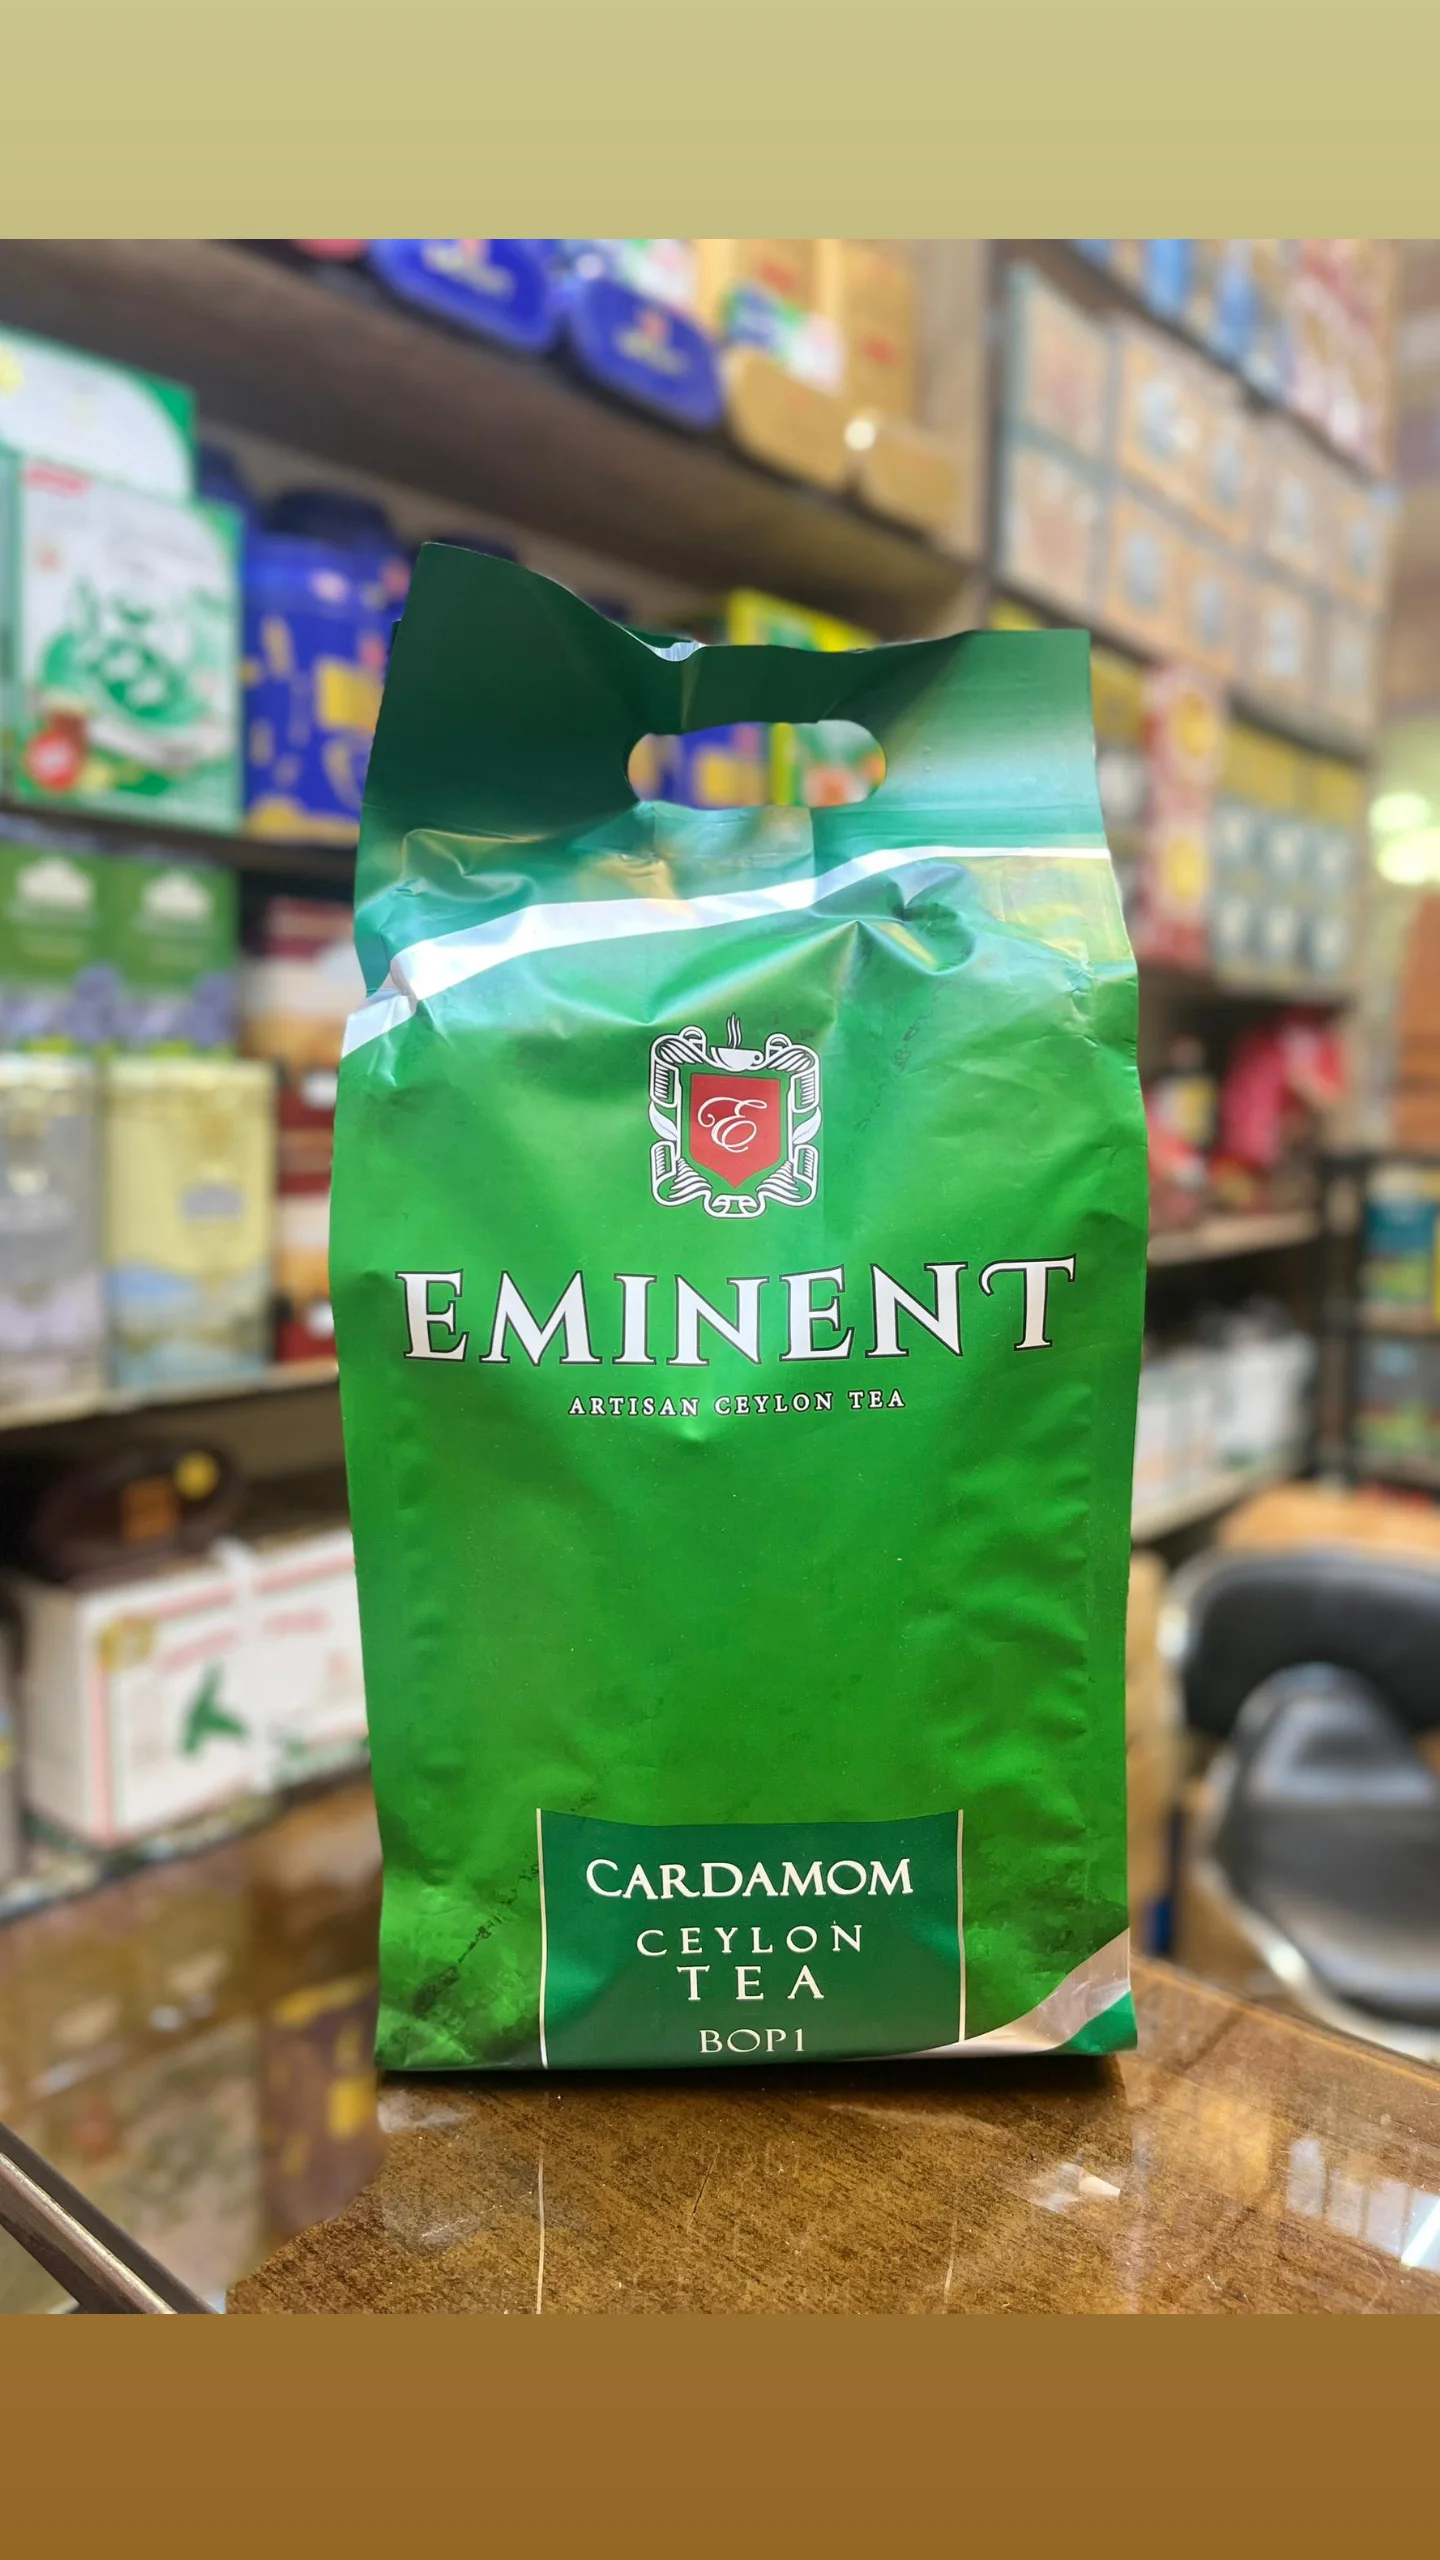 E
EMINENT
ARTISAN CEYLON TEA
CARDAMOM
CEYLON
TEA
BOP1